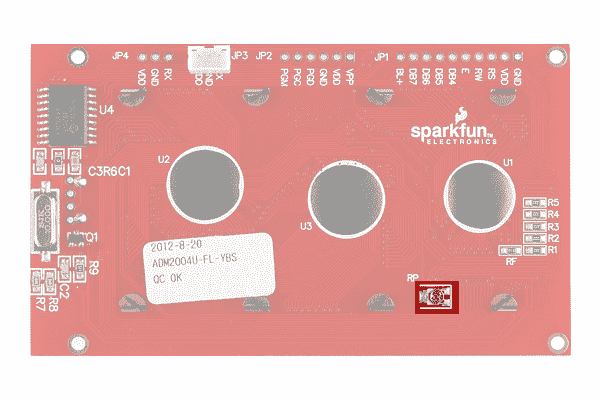 JP4
VDD
GND
RX
JP3
JP2
PGM
PGC
PGD
GND
VDD
VPP
JP1
BL+
DB7
DB6
DB5
DB4
E
RW
RS
VDD
GND
U4
sparkfun
ELECTRONICS
C3R6C1
U2
U3
U1
R5
R4
R3
R2
R1
RF
Q1
2012-8-20
ADM2004U-FL-YBS
QC OK
RP
R9
C2
R8
R7